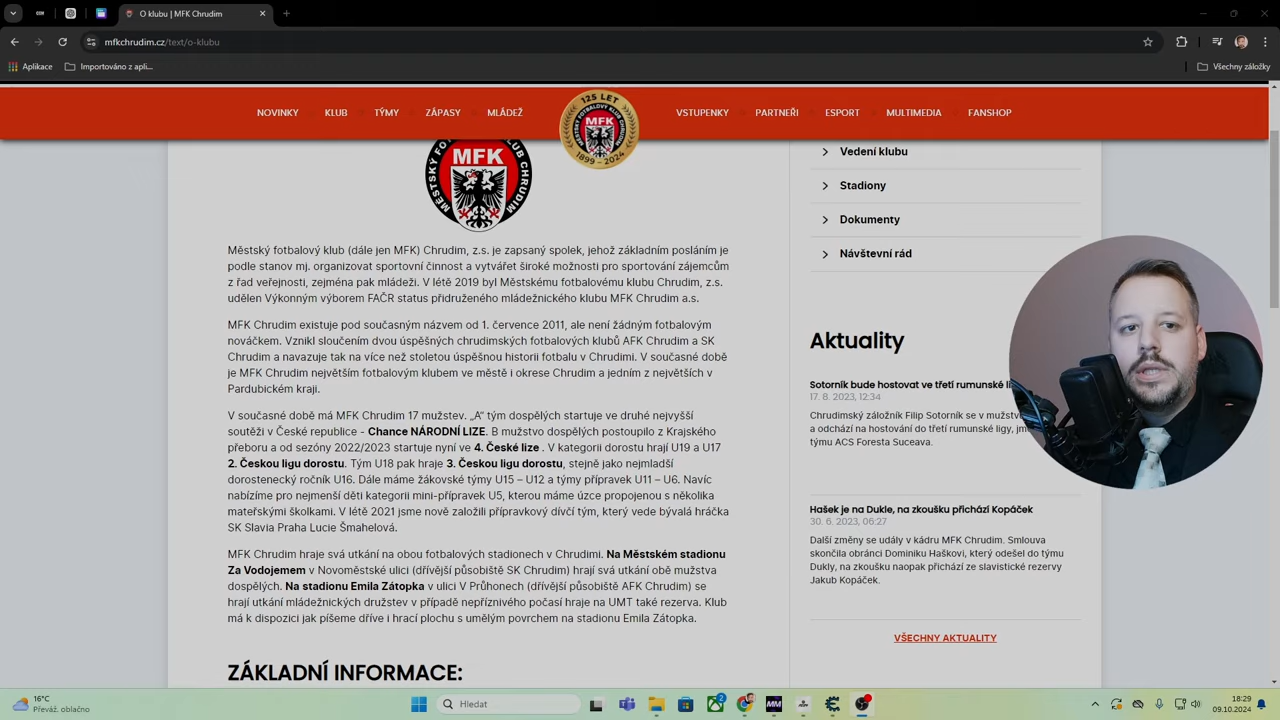 O klubu | MFK Chrudim
mfkchrudim.cz/text/o-klubu
Aplikace
Importováno z apli...
Všechny záložky
NOVINKY
KLUB
TÝMY
ZÁPASY
MLÁDEŽ
125 LET
MĚSTSKÝ FOTBALOVÝ KLUB CHRUDIM
MFK
1899 – 2024
VSTUPENKY
PARTNEŘI
ESPORT
MULTIMEDIA
FANSHOP
MFK
Městský fotbalový klub (dále jen MFK) Chrudim, z.s. je zapsaný spolek, jehož základním posláním je
podle stanov mj. organizovat sportovní činnost a vytvářet široké možnosti pro sportování zájemcům
z řad veřejnosti, zejména pak mládeži. V létě 2019 byl Městskému fotbalovému klubu Chrudim, z.s.
udělen Výkonným výborem FAČR status přidruženého mládežnického klubu MFK Chrudim a.s.
MFK Chrudim existuje pod současným názvem od 1. července 2011, ale není žádným fotbalovým
nováčkem. Vznikl sloučením dvou úspěšných chrudimských fotbalových klubů AFK Chrudim a SK
Chrudim a navazuje tak na více než stoletou úspěšnou historii fotbalu v Chrudimi. V současné době
je MFK Chrudim největším fotbalovým klubem ve městě i okrese Chrudim a jedním z největších v
Pardubickém kraji.
V současné době má MFK Chrudim 17 mužstev. „A“ tým dospělých startuje ve druhé nejvyšší
soutěži v České republice - Chance NÁRODNÍ LIZE. B mužstvo dospělých postoupilo z Krajského
přeboru a od sezóny 2022/2023 startuje nyní ve 4. České lize . V kategorii dorostu hrají U19 a U17
2. Českou ligu dorostu. Tým U18 pak hraje 3. Českou ligu dorostu, stejně jako nejmladší
dorostenecký ročník U16. Dále máme žákovské týmy U15 – U12 a týmy přípravek U11 – U6. Navíc
nabízíme pro nejmenší děti kategorii mini-přípravek U5, kterou máme úzce propojenou s několika
mateřskými školkami. V létě 2021 jsme nově založili přípravkový dívčí tým, který vede bývalá hráčka
SK Slavia Praha Lucie Šmahelová.
MFK Chrudim hraje svá utkání na obou fotbalových stadionech v Chrudimi. Na Městském stadionu
Za Vodojemem v Novoměstské ulici (dřívější působiště SK Chrudim) hrají svá utkání obě mužstva
dospělých. Na stadionu Emila Zátopka v ulici V Průhonech (dřívější působiště AFK Chrudim) se
hrají utkání mládežnických družstev v případě nepříznivého počasí hraje na UMT také rezerva. Klub
má k dispozici jak píšeme dříve i hrací plochu s umělým povrchem na stadionu Emila Zátopka.
ZÁKLADNÍ INFORMACE:
Vedení klubu
Stadiony
Dokumenty
Návštevní rád
Aktuality
Sotorník bude hostovat ve třetí rumunské
17. 8. 2023, 12:34
Chrudimský záložník Filip Sotorník se v mužstvu
a odchází na hostování do třetí rumunské ligy,
týmu ACS Foresta Suceava.
Hašek je na Dukle, na zkoušku přichází Kopáček
30. 6. 2023, 06:27
Další změny se udály v kádru MFK Chrudim. Smlouva
skončila obránci Dominiku Haškovi, který odešel do týmu
Dukly, na zkoušku naopak přichází ze slavistické rezervy
Jakub Kopáček.
VŠECHNY AKTUALITY
16°C
Převáž. oblačno
Hledat
2
18:29
09.10.2024